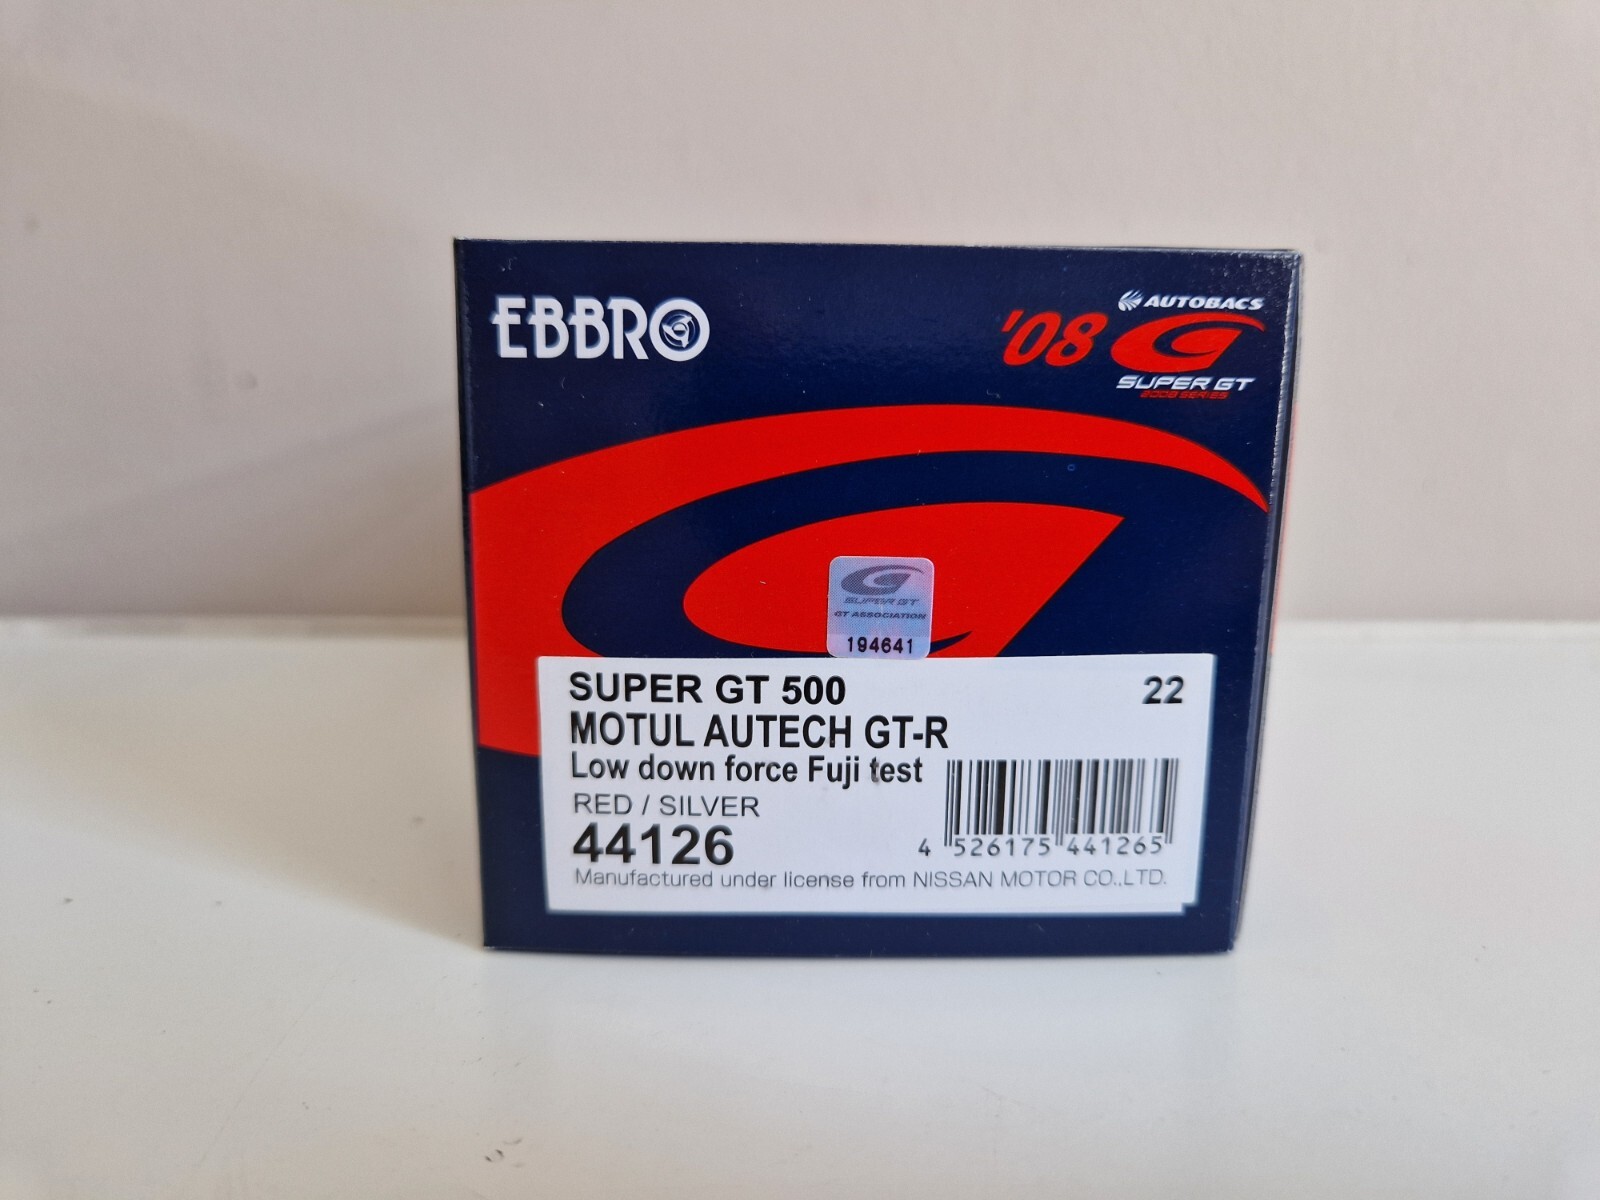 EBBRO
'08
AUTOBACS
SUPER GT
2008 SERIES
SUPER GT
GT ASSOCIATION
194641
SUPER GT 500 22
MOTUL AUTECH GT-R
Low down force Fuji test
RED / SILVER
44126
4 526175 441265
Manufactured under license from NISSAN MOTOR CO.,LTD.